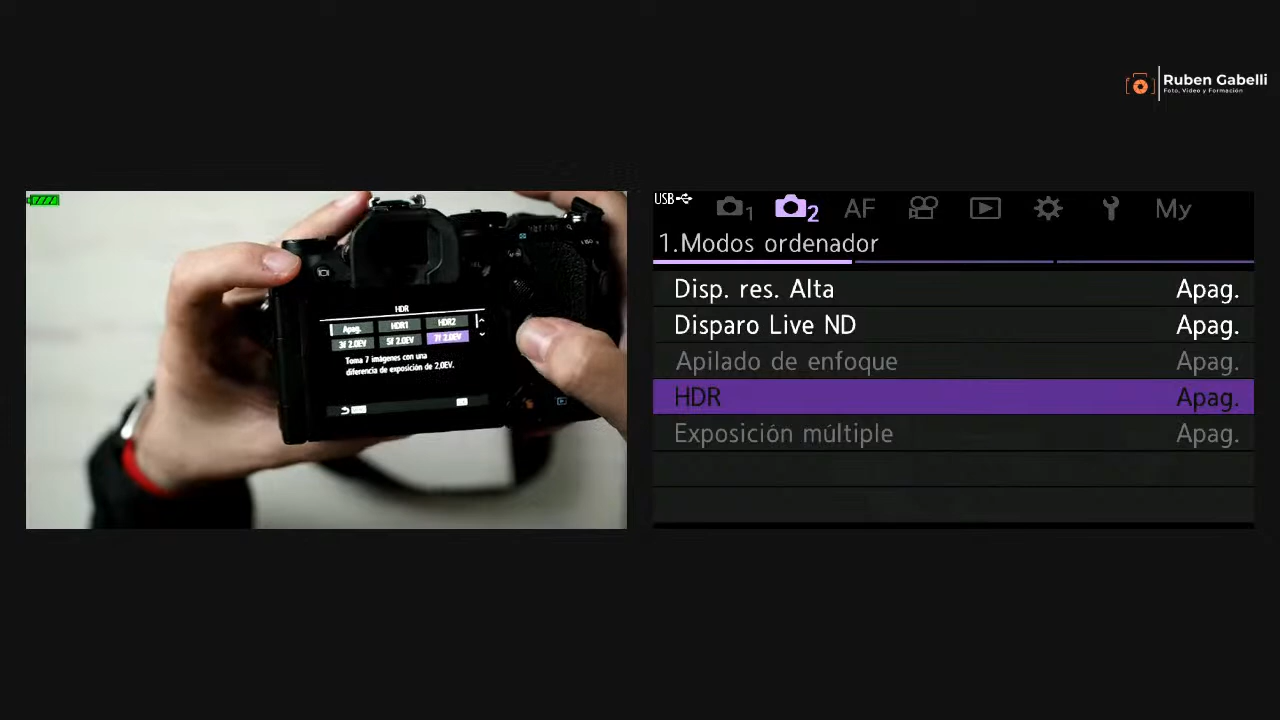 Ruben Gabelli
Foto, Video y Formación
HDR
Apag. HDR1 HDR2
3f 2.0EV 5f 2.0EV 7f 2.0EV
Toma 7 imágenes con una
diferencia de exposición de 2,0EV.
USB
1 2 AF My
1.Modos ordenador
Disp. res. Alta Apag.
Disparo Live ND Apag.
Apilado de enfoque Apag.
HDR Apag.
Exposición múltiple Apag.